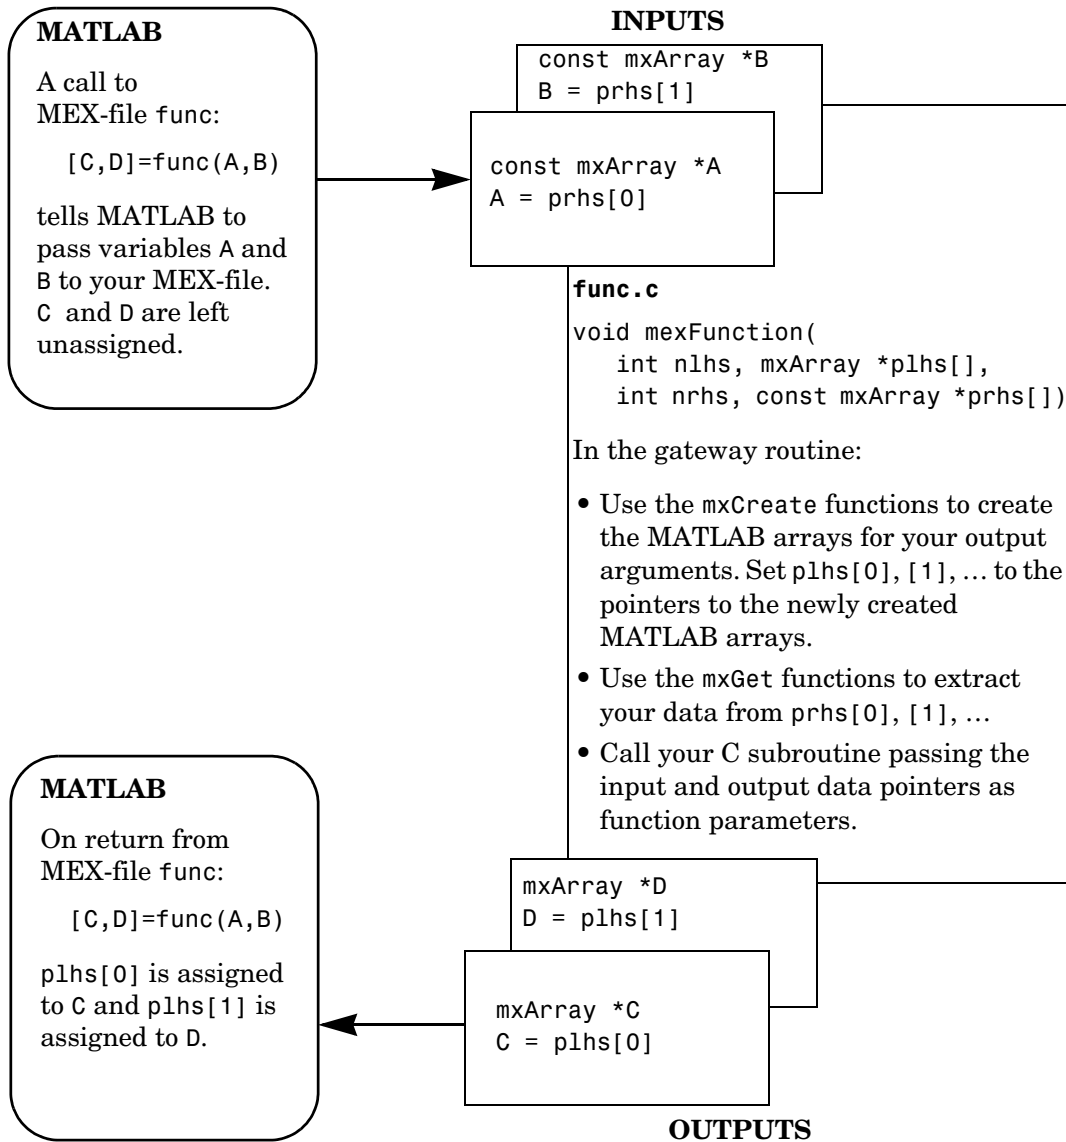 MATLAB
A call to
MEX-file func:
[C,D]=func(A,B)
tells MATLAB to
pass variables A and
B to your MEX-file.
C and D are left
unassigned.
INPUTS
const mxArray *B
B = prhs[1]
const mxArray *A
A = prhs[0]
func.c
void mexFunction(
int nlhs, mxArray *plhs[],
int nrhs, const mxArray *prhs[])
In the gateway routine:
• Use the mxCreate functions to create
the MATLAB arrays for your output
arguments. Set plhs[0], [1], … to the
pointers to the newly created
MATLAB arrays.
• Use the mxGet functions to extract
your data from prhs[0], [1], …
• Call your C subroutine passing the
input and output data pointers as
function parameters.
MATLAB
On return from
MEX-file func:
[C,D]=func(A,B)
plhs[0] is assigned
to C and plhs[1] is
assigned to D.
mxArray *D
D = plhs[1]
mxArray *C
C = plhs[0]
OUTPUTS